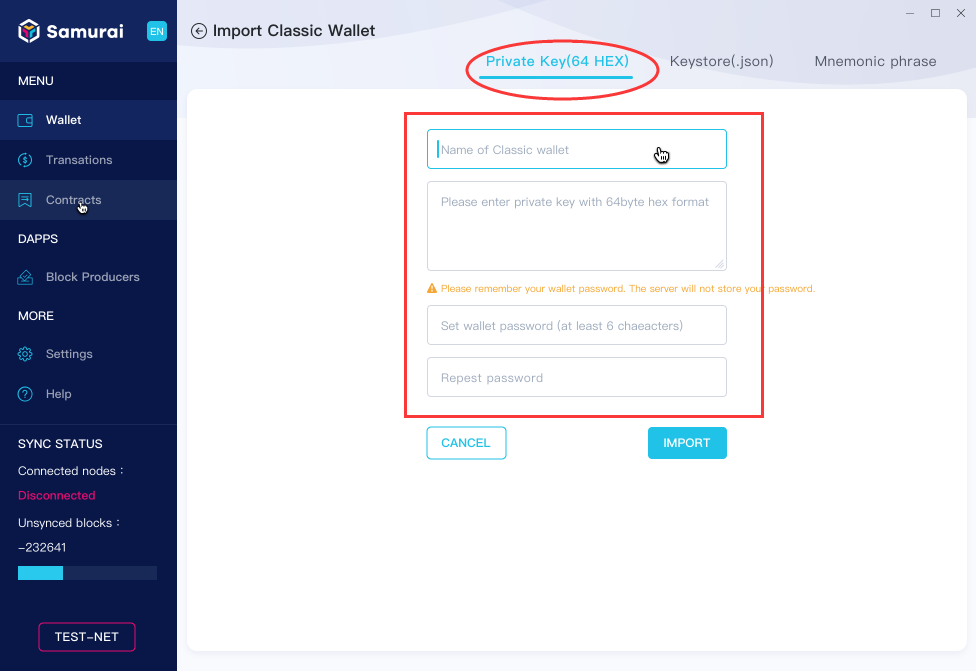 Samurai
EN
MENU
Wallet
Transations
Contracts
DAPPS
Block Producers
MORE
Settings
Help
SYNC STATUS
Connected nodes :
Disconnected
Unsynced blocks :
-232641
TEST-NET
Import Classic Wallet
Private Key(64 HEX)
Keystore(.json)
Mnemonic phrase
Name of Classic wallet
Please enter private key with 64byte hex format
Please remember your wallet password. The server will not store your password.
Set wallet password (at least 6 chaeacters)
Repest password
CANCEL
IMPORT